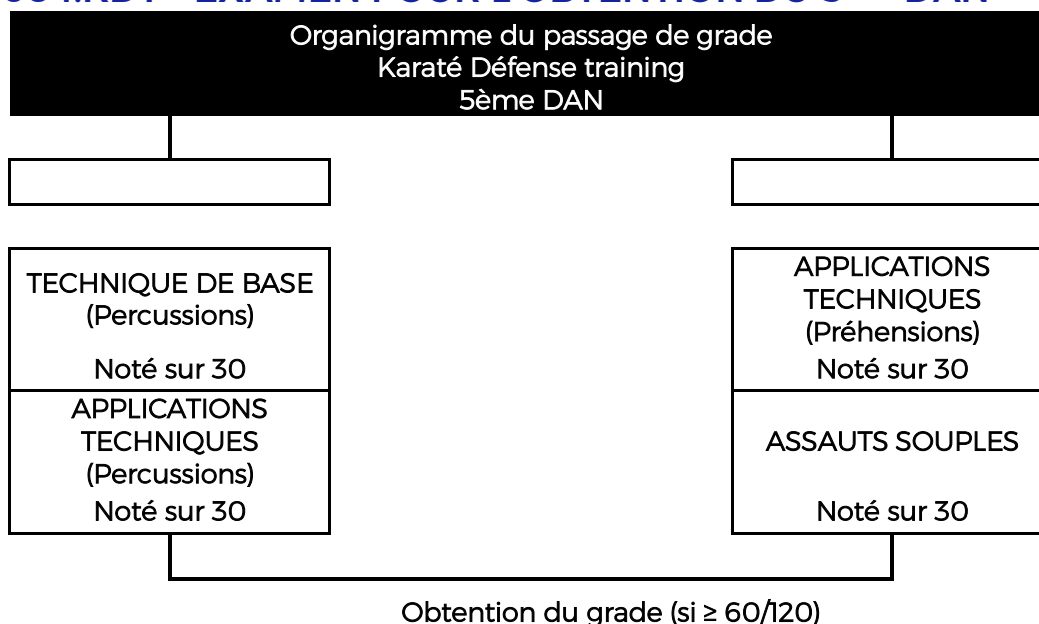 Organigramme du passage de grade
Karaté Défense training
5ème DAN
TECHNIQUE DE BASE
(Percussions)
Noté sur 30
APPLICATIONS
TECHNIQUES
(Percussions)
Noté sur 30
APPLICATIONS
TECHNIQUES
(Préhensions)
Noté sur 30
ASSAUTS SOUPLES
Noté sur 30
Obtention du grade (si ≥ 60/120)